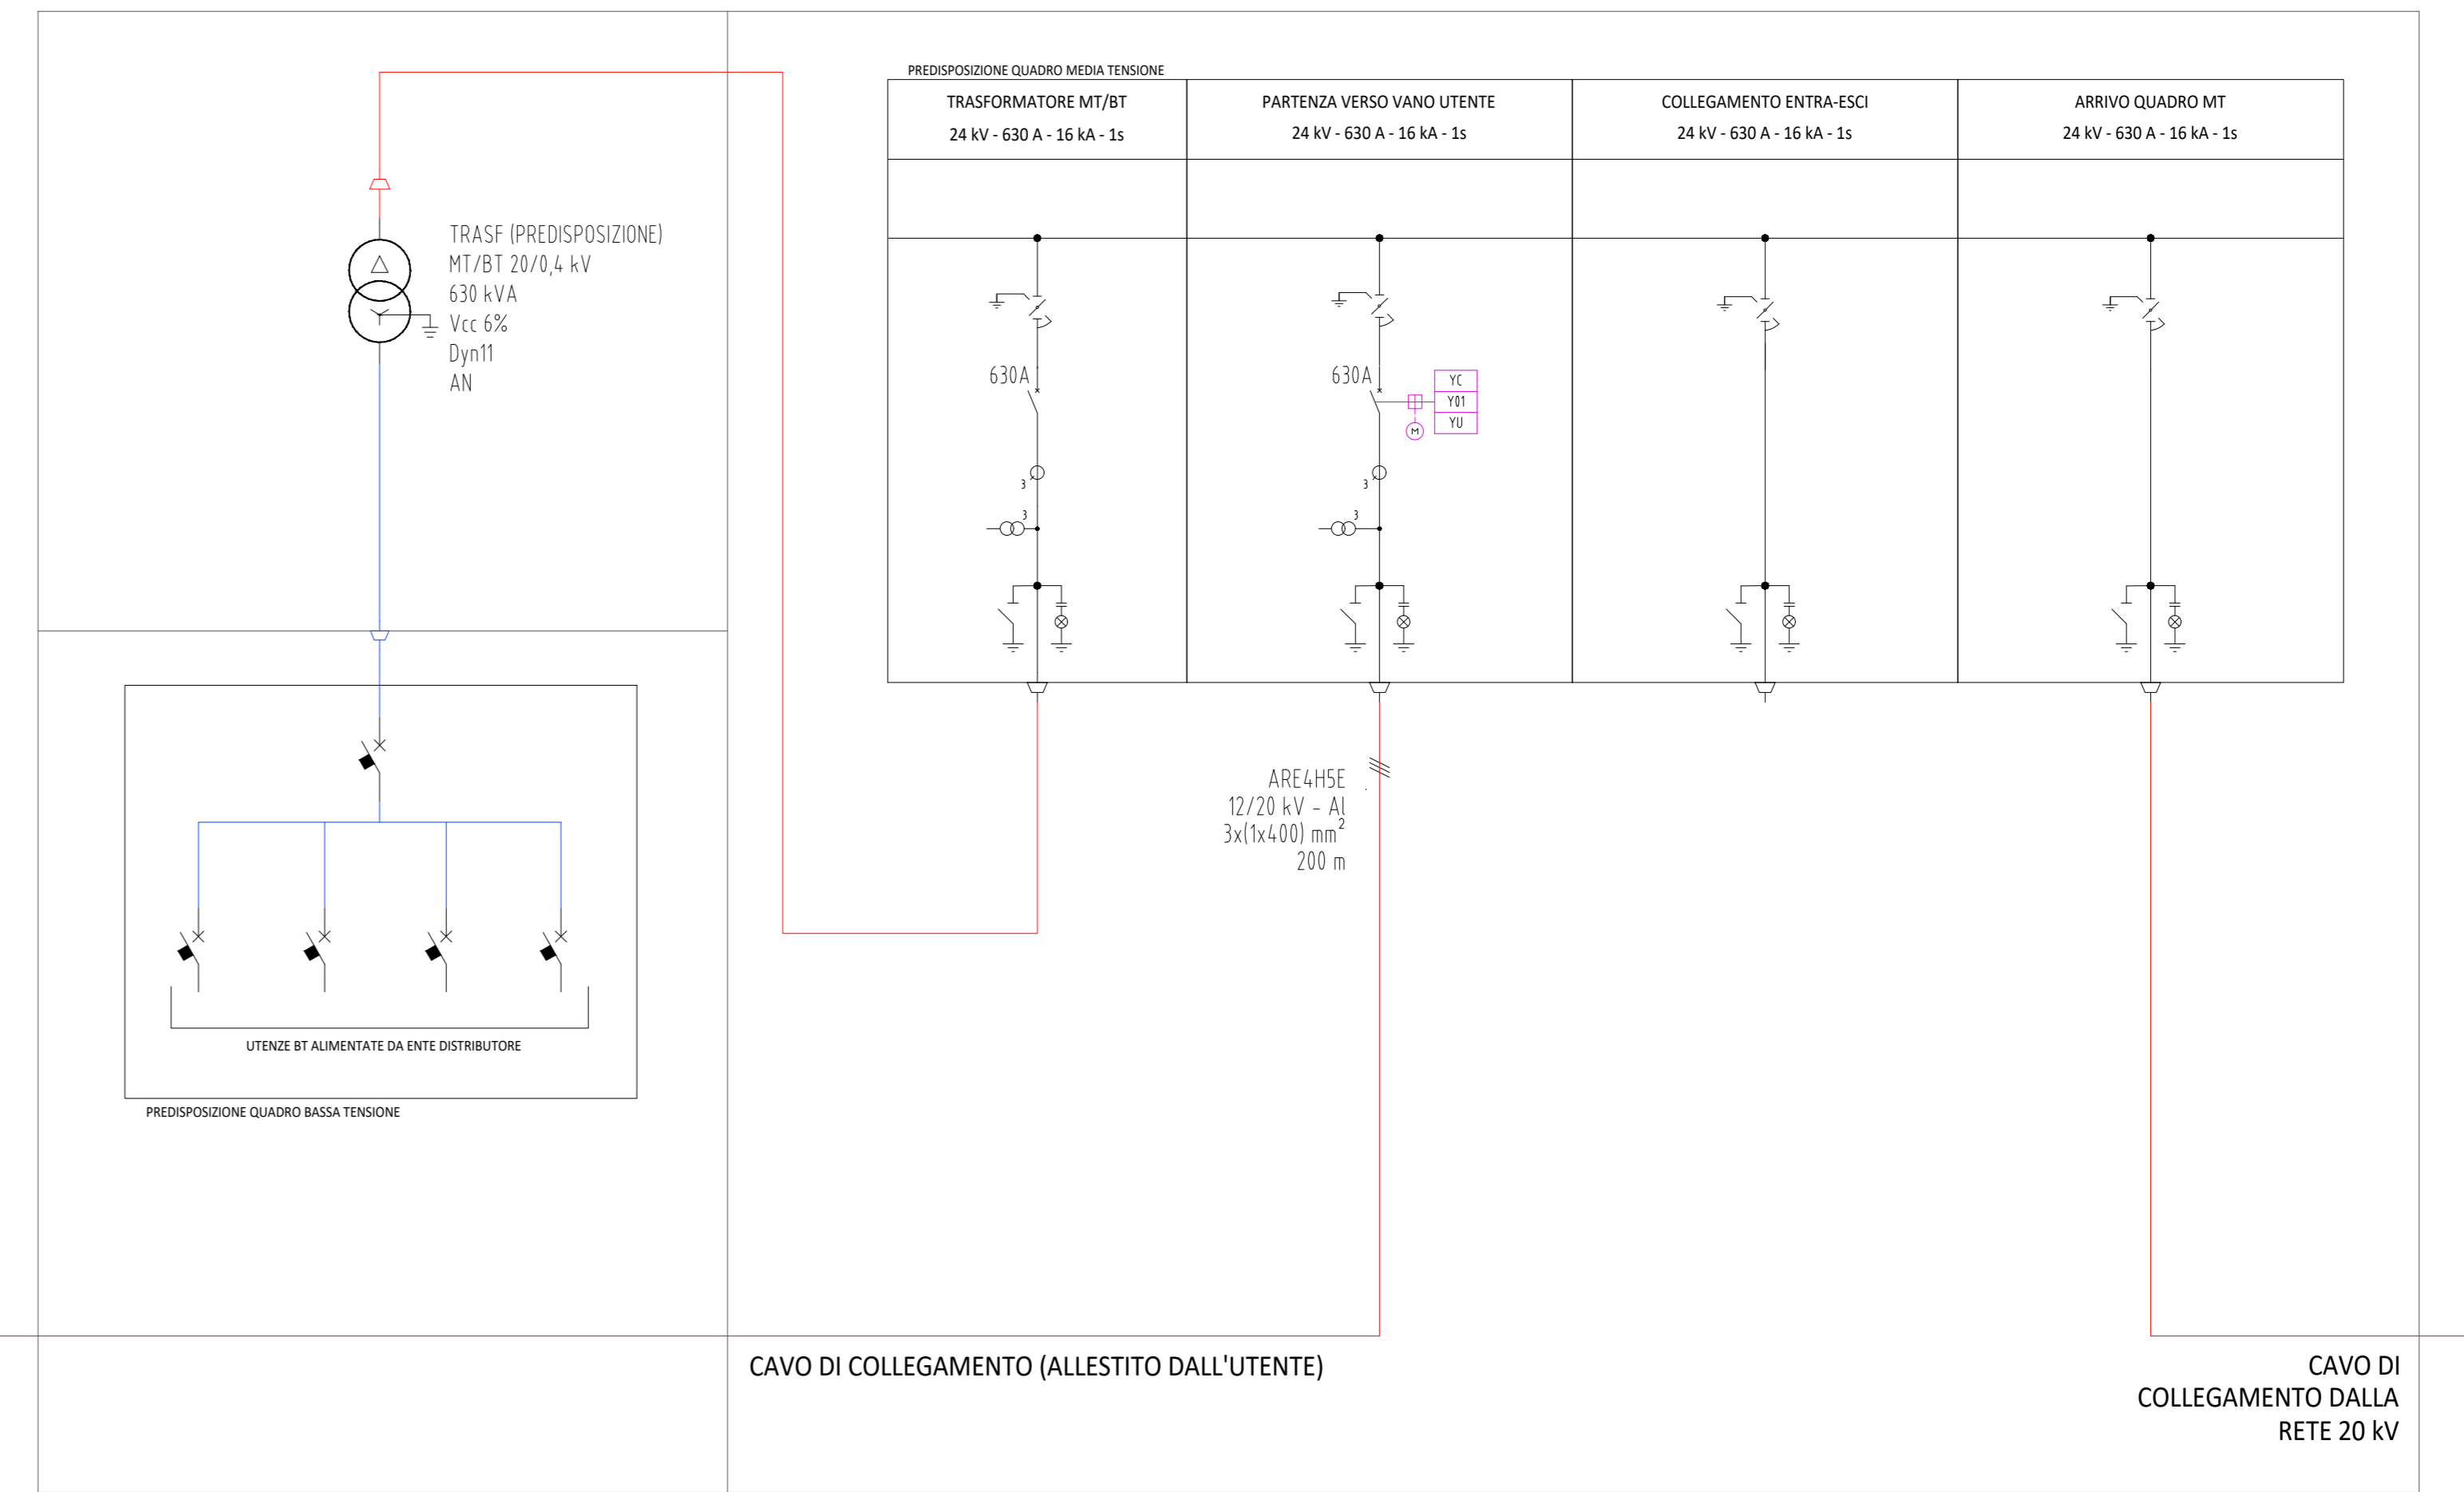 PREDISPOSIZIONE QUADRO MEDIA TENSIONE
TRASFORMATORE MT/BT
24 kV - 630 A - 16 kA - 1s
PARTENZA VERSO VANO UTENTE
24 kV - 630 A - 16 kA - 1s
COLLEGAMENTO ENTRA-ESCI
24 kV - 630 A - 16 kA - 1s
ARRIVO QUADRO MT
24 kV - 630 A - 16 kA - 1s
TRASF (PREDISPOSIZIONE)
MT/BT 20/0,4 kV
630 kVA
Vcc 6%
Dyn11
AN
630A
3
3
630A
YC
Y01
YU
M
3
3
ARE4H5E
12/20 kV - Al
3x(1x400) mm²
200 m
UTENZE BT ALIMENTATE DA ENTE DISTRIBUTORE
PREDISPOSIZIONE QUADRO BASSA TENSIONE
CAVO DI COLLEGAMENTO (ALLESTITO DALL'UTENTE)
CAVO DI
COLLEGAMENTO DALLA
RETE 20 kV